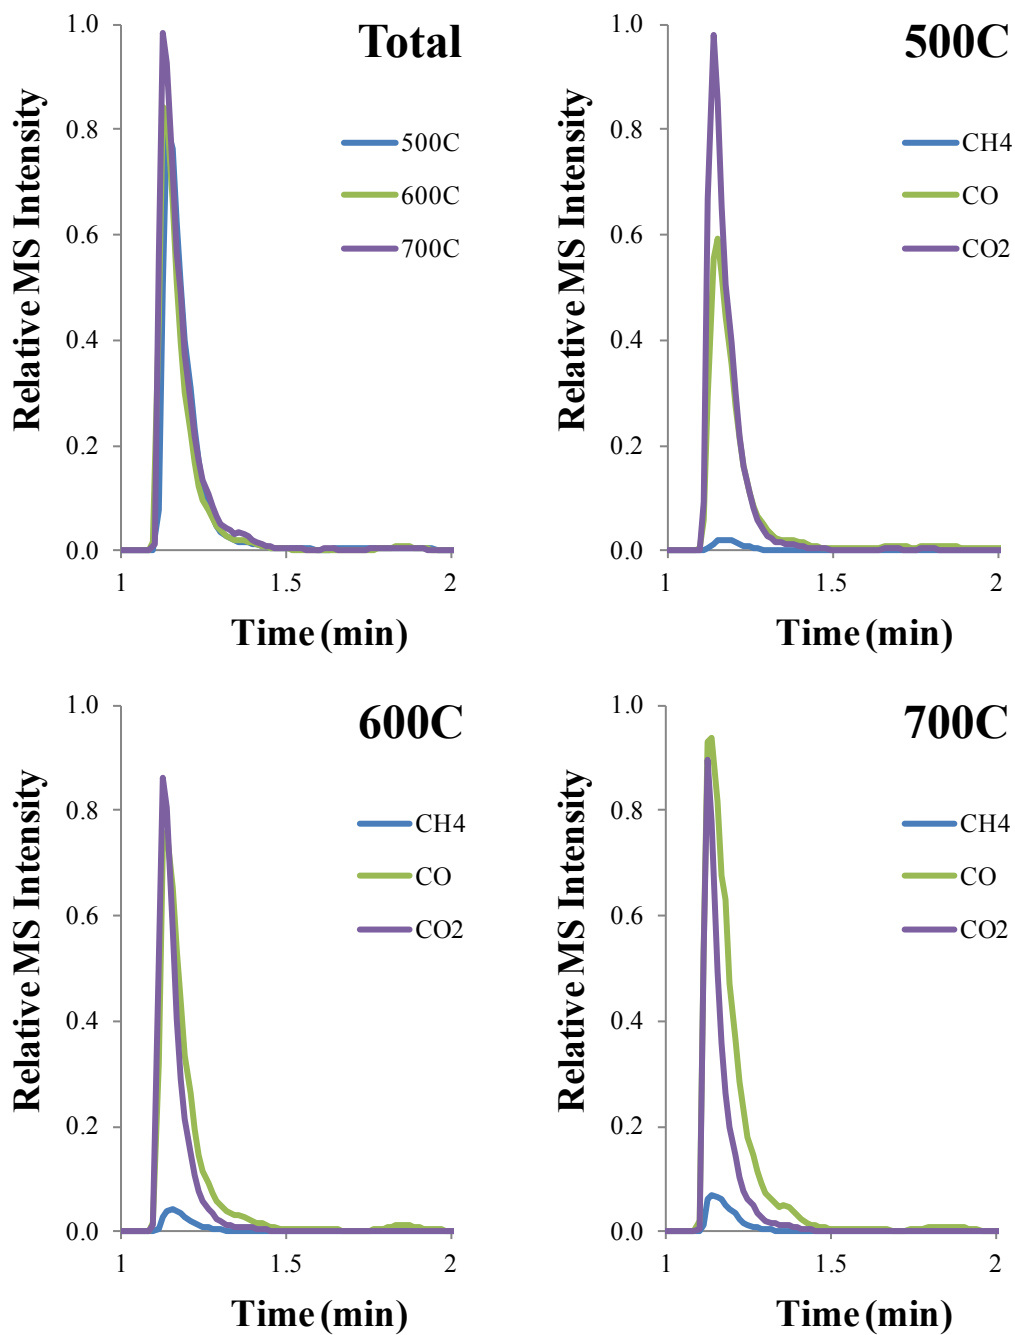 Total
Relative MS Intensity
1.0
0.8
0.6
0.4
0.2
0.0
500C
600C
700C
1 1.5 2
Time (min)
500C
Relative MS Intensity
1.0
0.8
0.6
0.4
0.2
0.0
CH4
CO
CO2
1 1.5 2
Time (min)
600C
Relative MS Intensity
1.0
0.8
0.6
0.4
0.2
0.0
CH4
CO
CO2
1 1.5 2
Time (min)
700C
Relative MS Intensity
1.0
0.8
0.6
0.4
0.2
0.0
CH4
CO
CO2
1 1.5 2
Time (min)